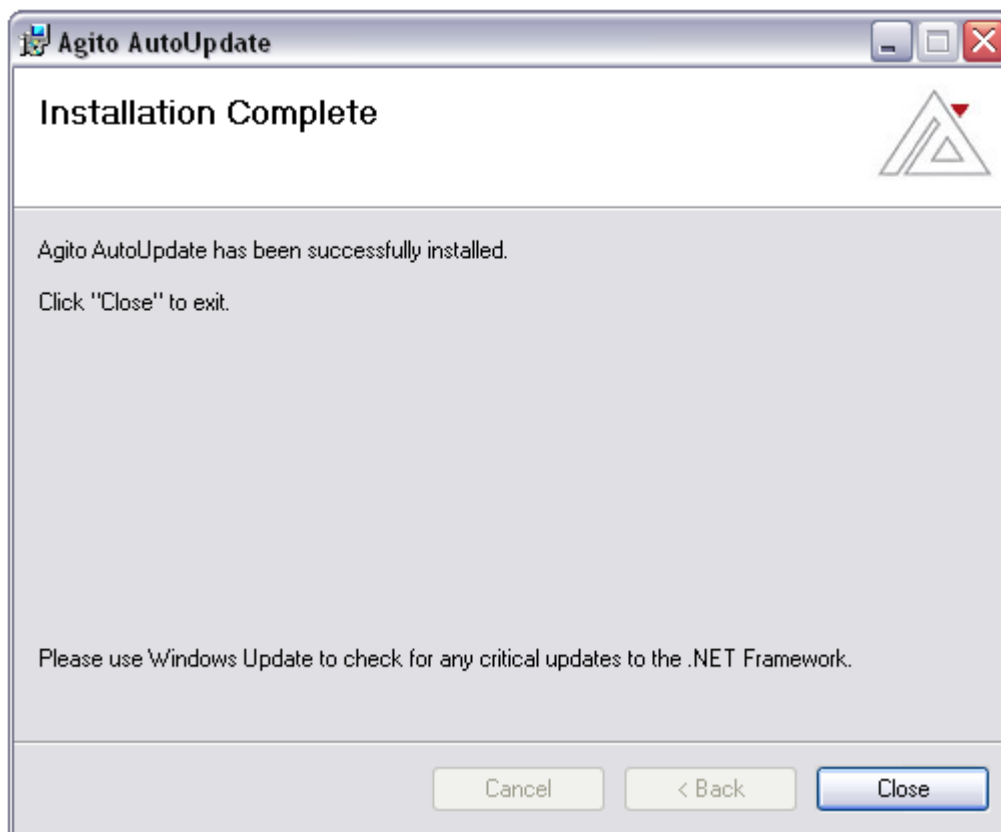 Agito AutoUpdate
Installation Complete
Agito AutoUpdate has been successfully installed.
Click "Close" to exit.
Please use Windows Update to check for any critical updates to the .NET Framework.
Cancel
< Back
Close